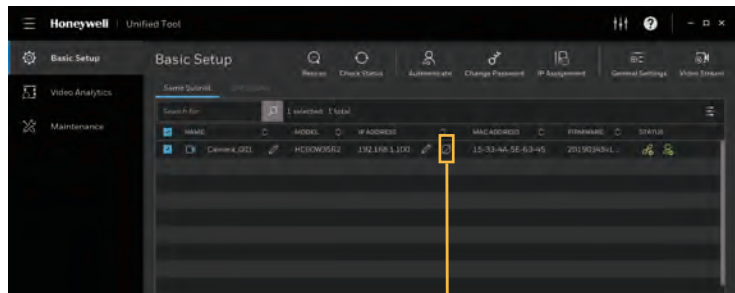 Honeywell Unified Tool
Basic Setup
Video Analytics
Maintenance
Basic Setup
Rescan Check Status Authenticate Change Password IP Assignment General Settings Video Stream
Same Subnet
Search for 1 selected 1 total
NAME MODEL IP ADDRESS MAC ADDRESS FIRMWARE STATUS
Camera_001 HC60W35R2 192.168.1.100 15-33-4A-5E-63-45